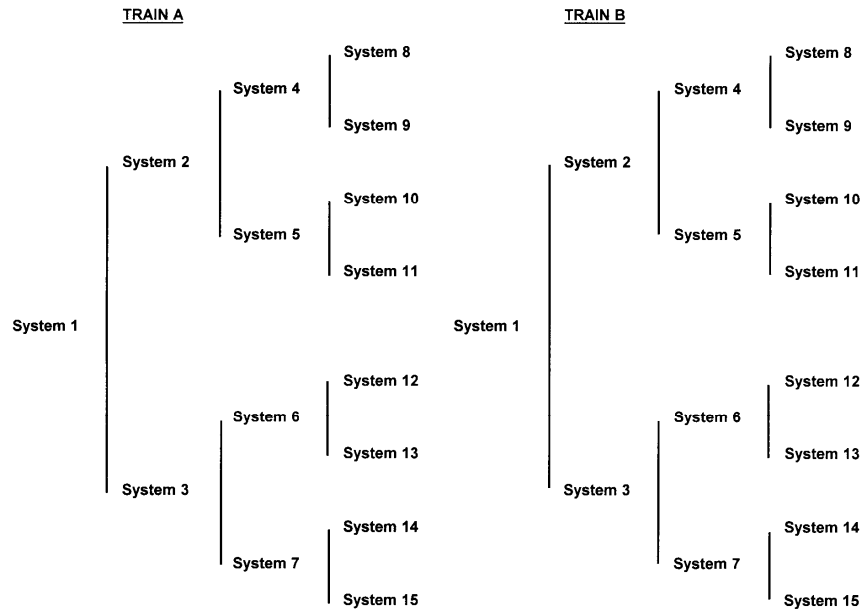 TRAIN A
System 8
System 4
System 9
System 2
System 10
System 5
System 11
System 1
System 12
System 6
System 13
System 3
System 14
System 7
System 15
TRAIN B
System 8
System 4
System 9
System 2
System 10
System 5
System 11
System 1
System 12
System 6
System 13
System 3
System 14
System 7
System 15